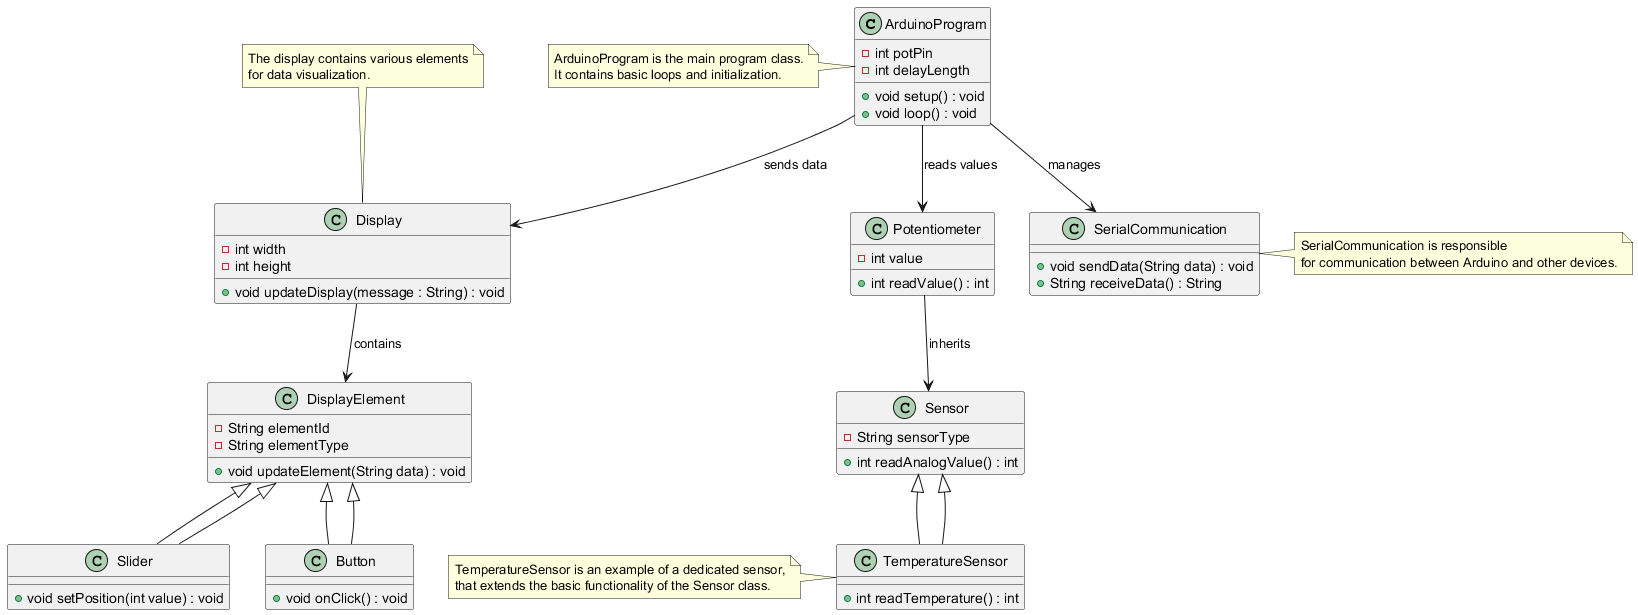 C ArduinoProgram
int potPin
int delayLength
void setup() : void
void loop() : void
The display contains various elements
for data visualization.
ArduinoProgram is the main program class.
It contains basic loops and initialization.
sends data
reads values
manages
C Display
int width
int height
void updateDisplay(message : String) : void
C Potentiometer
int value
int readValue() : int
C SerialCommunication
void sendData(String data) : void
String receiveData() : String
SerialCommunication is responsible
for communication between Arduino and other devices.
contains
inherits
C DisplayElement
String elementId
String elementType
void updateElement(String data) : void
C Sensor
String sensorType
int readAnalogValue() : int
C Slider
void setPosition(int value) : void
C Button
void onClick() : void
TemperatureSensor is an example of a dedicated sensor,
that extends the basic functionality of the Sensor class.
C TemperatureSensor
int readTemperature() : int